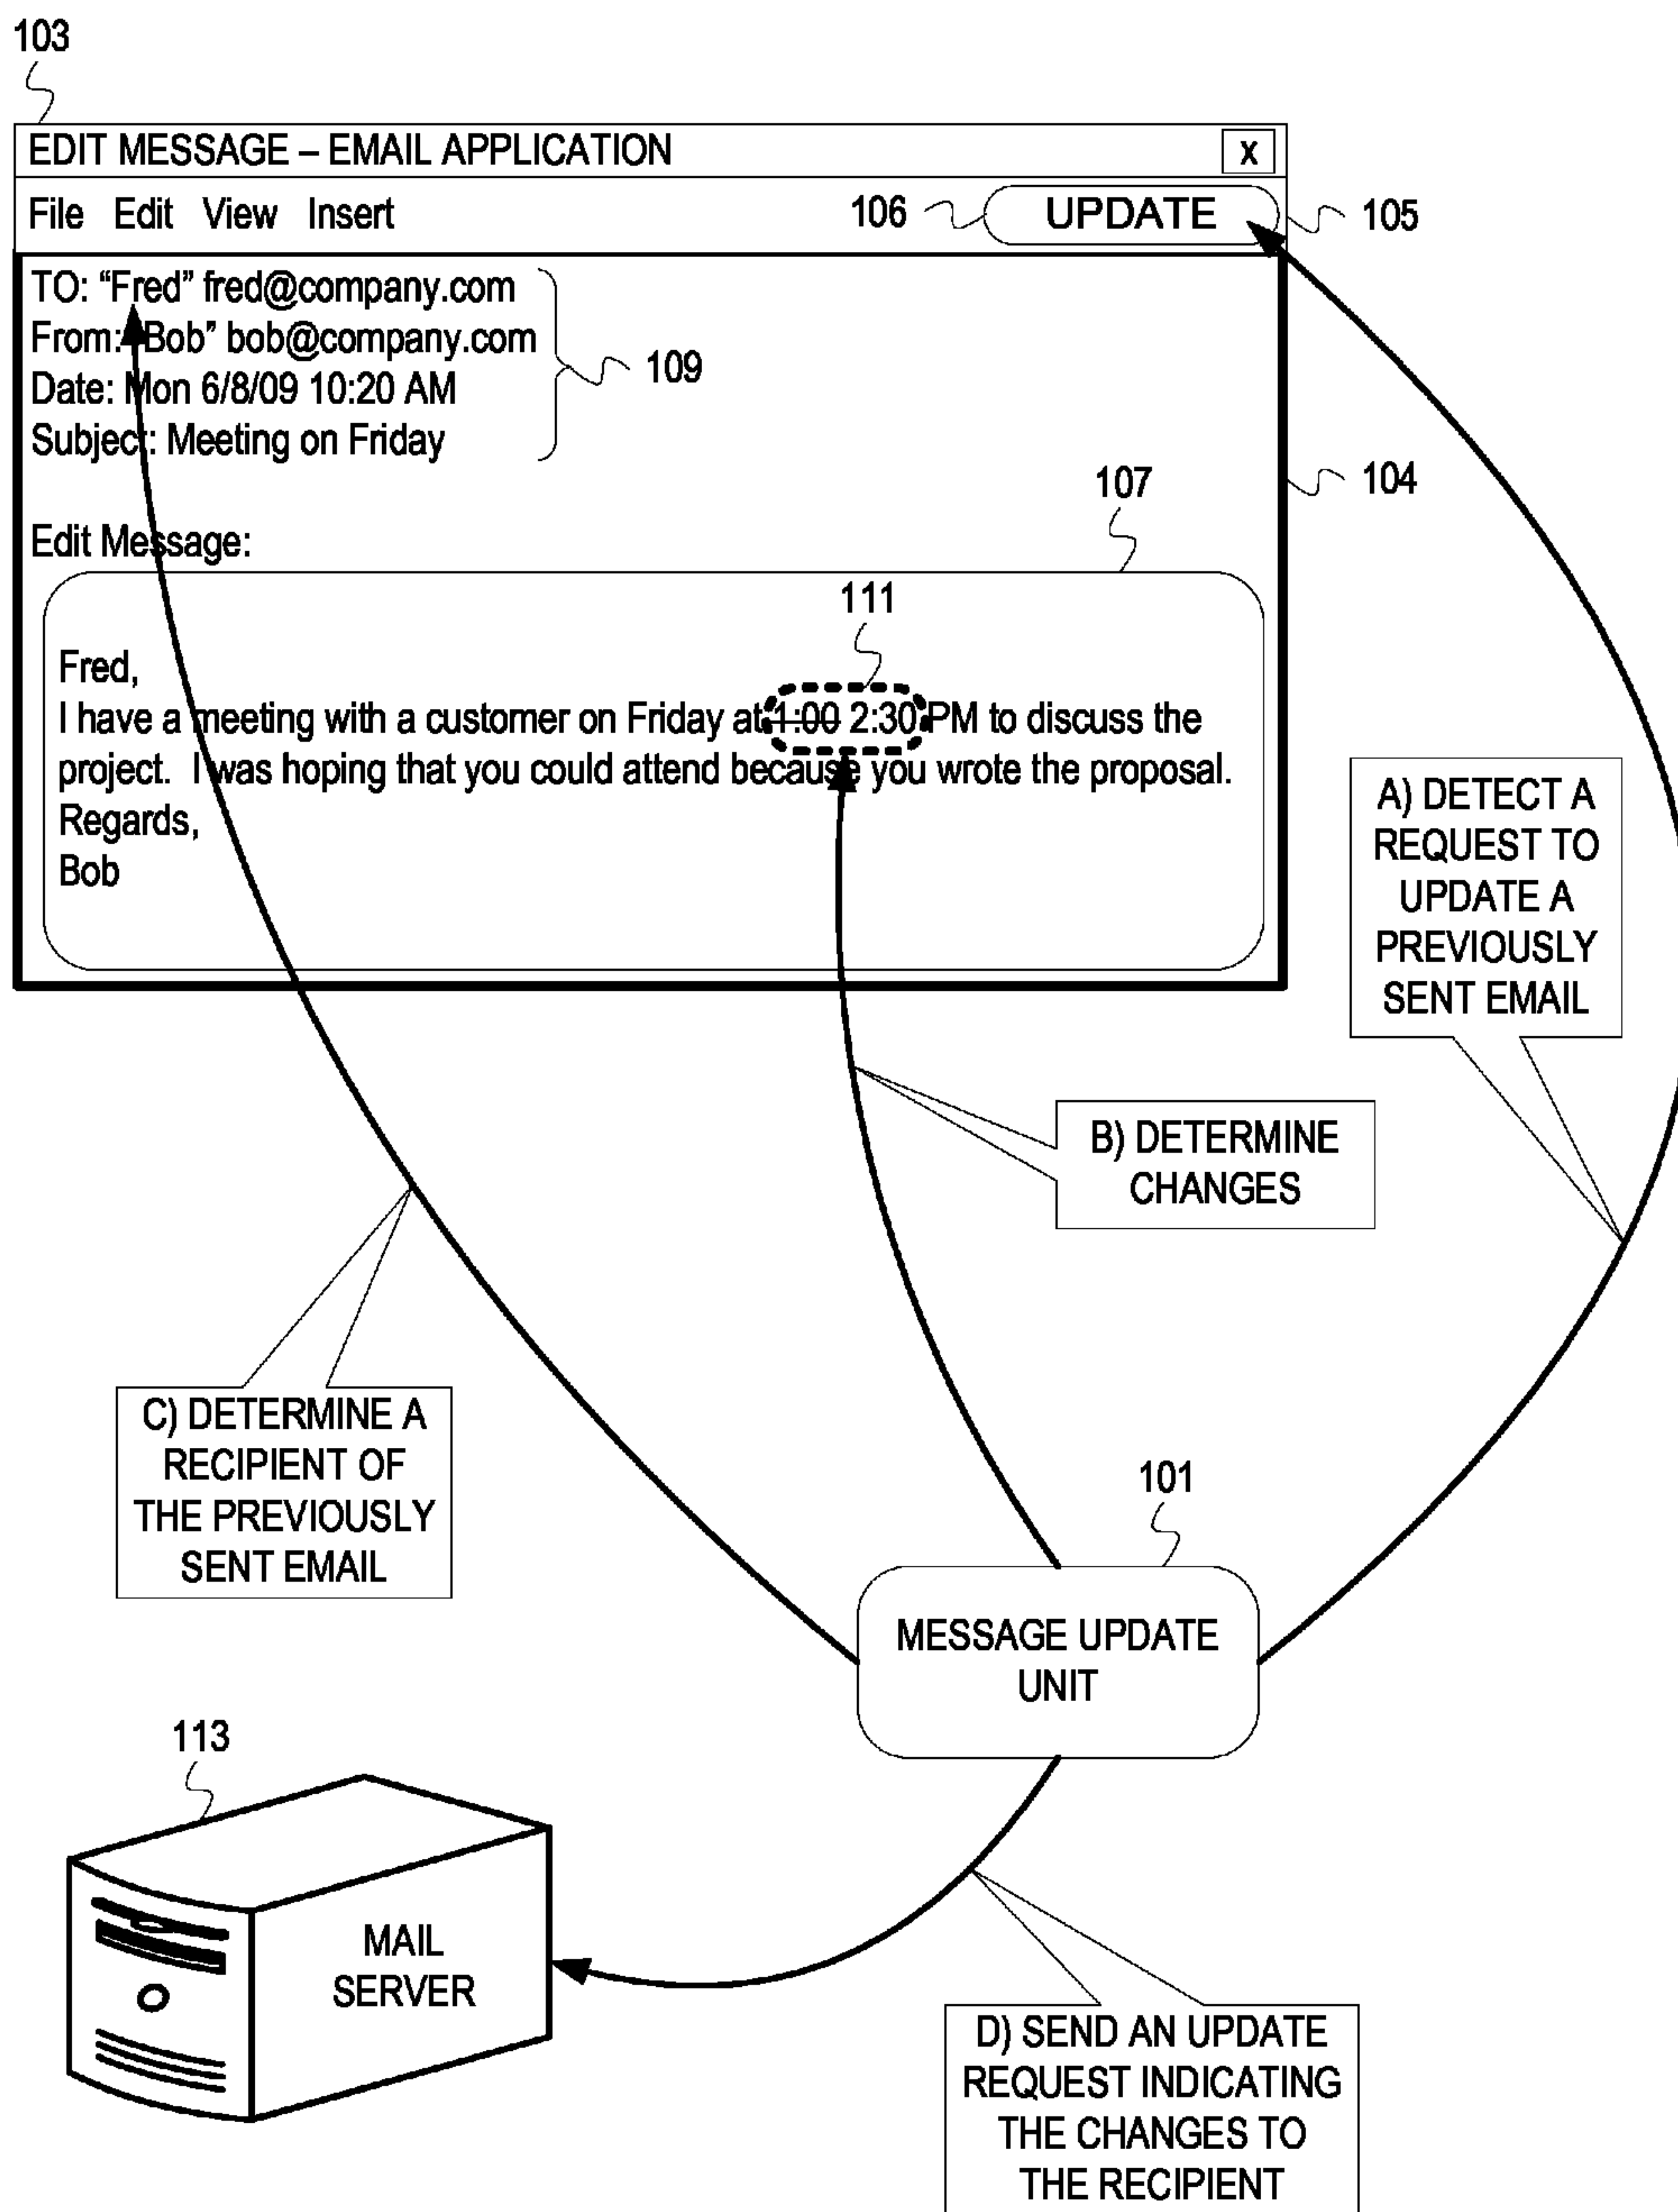 103
EDIT MESSAGE – EMAIL APPLICATION
X
File Edit View Insert
106
UPDATE
105
TO: “Fred” fred@company.com
From: “Bob” bob@company.com
Date: Mon 6/8/09 10:20 AM
Subject: Meeting on Friday
109
104
107
Edit Message:
111
Fred,
I have a meeting with a customer on Friday at 1:00 2:30 PM to discuss the
project. I was hoping that you could attend because you wrote the proposal.
Regards,
Bob
A) DETECT A
REQUEST TO
UPDATE A
PREVIOUSLY
SENT EMAIL
B) DETERMINE
CHANGES
C) DETERMINE A
RECIPIENT OF
THE PREVIOUSLY
SENT EMAIL
101
MESSAGE UPDATE
UNIT
113
MAIL
SERVER
D) SEND AN UPDATE
REQUEST INDICATING
THE CHANGES TO
THE RECIPIENT